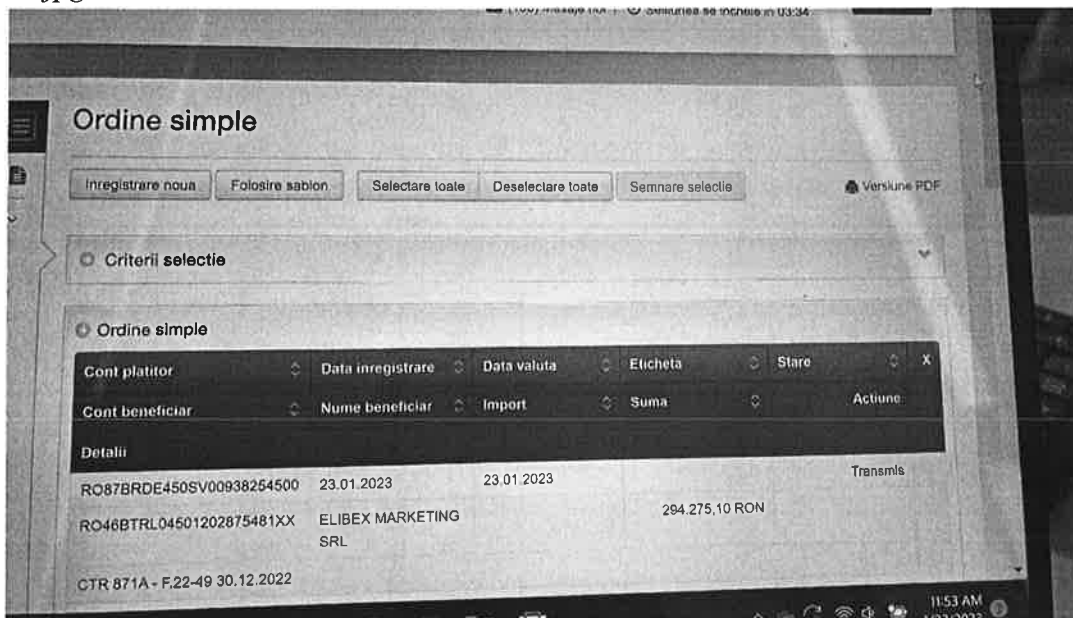 Sesiunea se incheie in 03:34
Ordine simple
Inregistrare noua Folosire sablon Selectare toate Deselectare toate Semnare selectie Versiune PDF
Criterii selectie
Ordine simple
Cont platitor Data inregistrare Data valuta Eticheta Stare X
Cont beneficiar Nume beneficiar Import Suma Actiune
Detalii
RO87BRDE450SV00938254500 23.01.2023 23.01.2023 Transmis
RO46BTRL04501202875481XX ELIBEX MARKETING 294.275,10 RON
SRL
CTR 871A - F.22-49 30.12.2022
11:53 AM